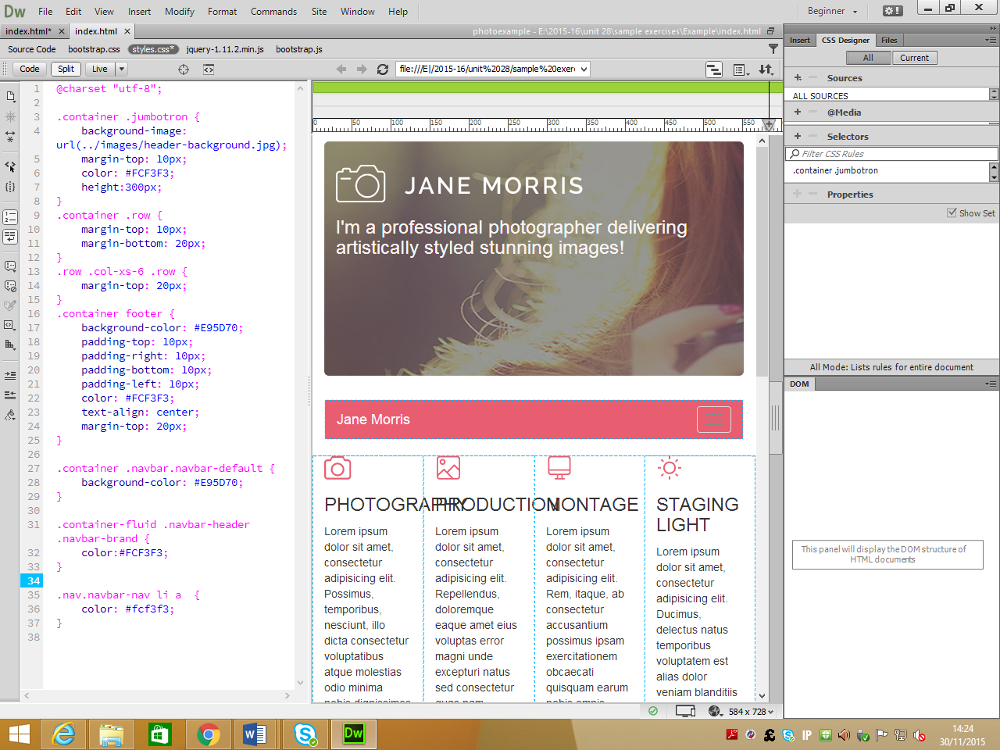 Dw File Edit View Insert Modify Format Commands Site Window Help Beginner
index.html* index.html photoexample - E:\2015-16\unit 28\sample exercises\Example\index.html
Source Code bootstrap.css styles.css* jquery-1.11.2.min.js bootstrap.js
Code Split Live file:///E|/2015-16/unit%2028/sample%20exer
1 @charset "utf-8";
2
3 .container .jumbotron {
4 background-image:
url(../images/header-background.jpg);
5 margin-top: 10px;
6 color: #FCF3F3;
7 height:300px;
8 }
9 .container .row {
10 margin-top: 10px;
11 margin-bottom: 20px;
12 }
13 .row .col-xs-6 .row {
14 margin-top: 20px;
15 }
16 .container footer {
17 background-color: #E95D70;
18 padding-top: 10px;
19 padding-right: 10px;
20 padding-bottom: 10px;
21 padding-left: 10px;
22 color: #FCF3F3;
23 text-align: center;
24 margin-top: 20px;
25 }
26
27 .container .navbar.navbar-default {
28 background-color: #E95D70;
29 }
30
31 .container-fluid .navbar-header
.navbar-brand {
32 color:#FCF3F3;
33 }
34
35 .nav.navbar-nav li a {
36 color: #fcf3f3;
37 }
38
0 50 100 150 200 250 300 350 400 450 500 550
JANE MORRIS
I'm a professional photographer delivering
artistically styled stunning images!
Jane Morris
PHOTOGRAPHY
Lorem ipsum
dolor sit amet,
consectetur
adipisicing elit.
Possimus,
temporibus,
nesciunt, illo
dicta consectetur
voluptatibus
atque molestias
odio minima
nobis dignissimos
PRODUCTION
Lorem ipsum
dolor sit amet,
consectetur
adipisicing elit.
Repellendus,
doloremque
eaque amet eius
voluptas error
magni unde
excepturi natus
sed consectetur
quas nam
MONTAGE
Lorem ipsum
dolor sit amet,
consectetur
adipisicing elit.
Rem, itaque, ab
consectetur
accusantium
possimus ipsam
exercitationem
obcaecati
quisquam earum
nobis omnis
STAGING
LIGHT
Lorem ipsum
dolor sit amet,
consectetur
adipisicing elit.
Ducimus,
delectus natus
temporibus
voluptatem est
alias dolor
veniam blanditiis
584 x 728
Insert CSS Designer Files
All Current
Sources
ALL SOURCES
@Media
Selectors
Filter CSS Rules
.container .jumbotron
Properties
Show Set
All Mode: Lists rules for entire document
DOM
This panel will display the DOM structure of
HTML documents
Dw
IP
14:24
30/11/2015